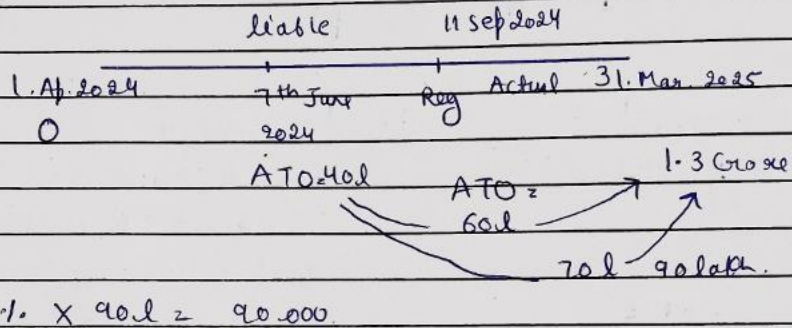 liable 11 Sep 2024
1. Ap. 2024 7th June Reg Actual 31. Mar. 2025
0 2024
ATO=40l ATO = 1.3 Crore
60l
70l 90lakh.
% X 90l = 90.000